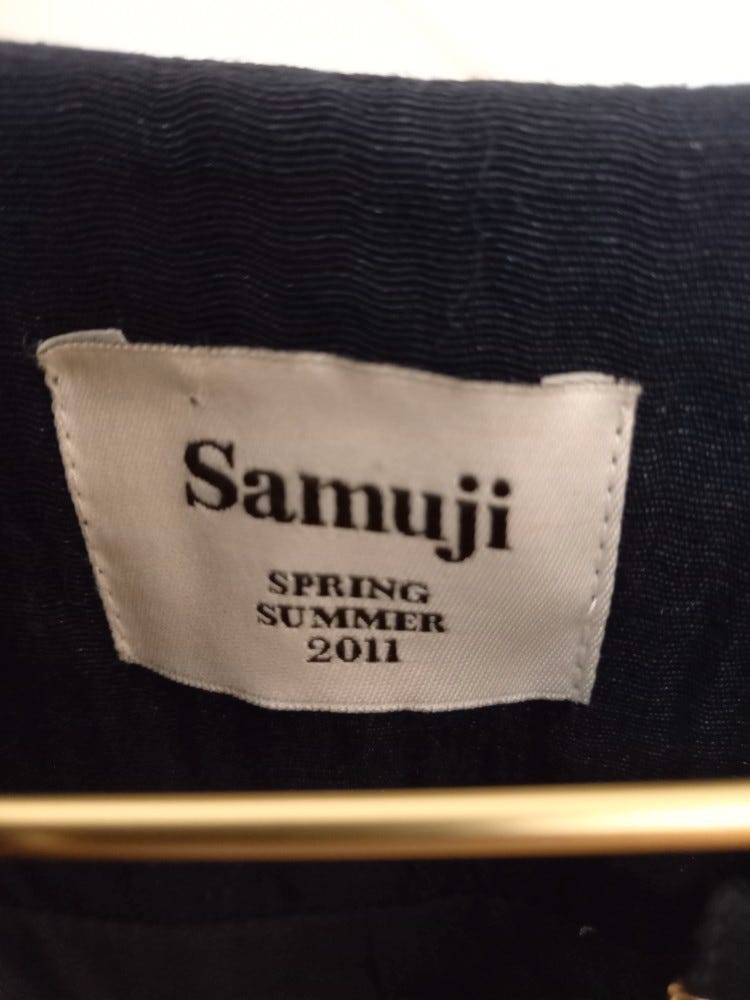 Samuji
SPRING
SUMMER
2011